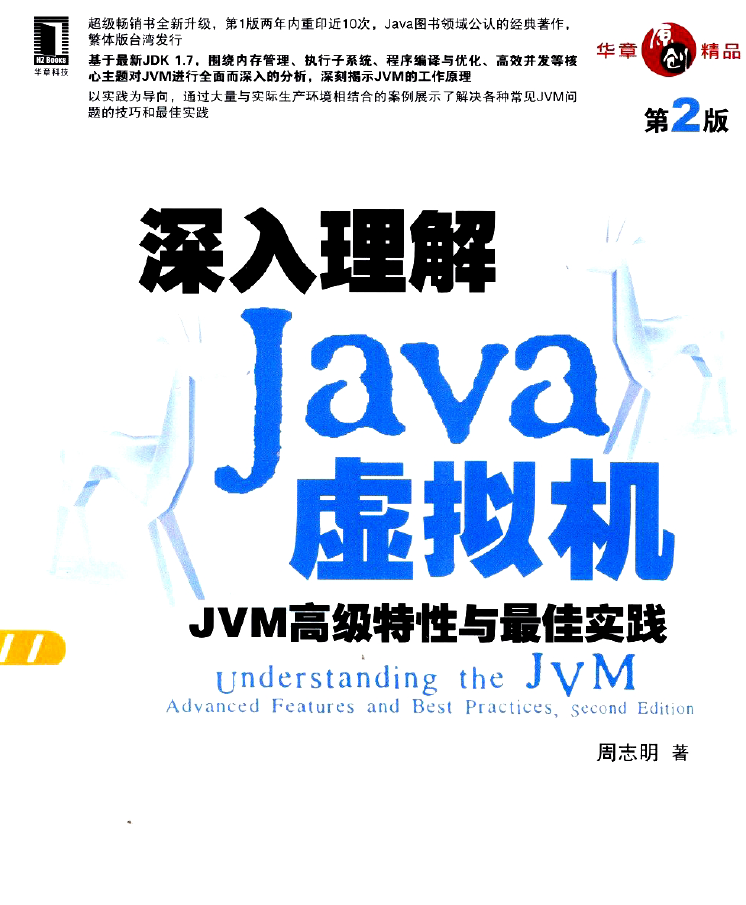 超级畅销书全新升级，第1版两年内重印近10次，Java图书领域公认的经典著作，
繁体版台湾发行
基于最新JDK 1.7，围绕内存管理、执行子系统、程序编译与优化、高效并发等核
心主题对JVM进行全面而深入的分析，深刻揭示JVM的工作原理
以实践为导向，通过大量与实际生产环境相结合的案例展示了解决各种常见JVM问
题的技巧和最佳实践
HZ Books
华章科技
华章 原创 精品
第2版
深入理解
Java
虚拟机
JVM高级特性与最佳实践
Understanding the JVM
Advanced Features and Best Practices, Second Edition
周志明 著